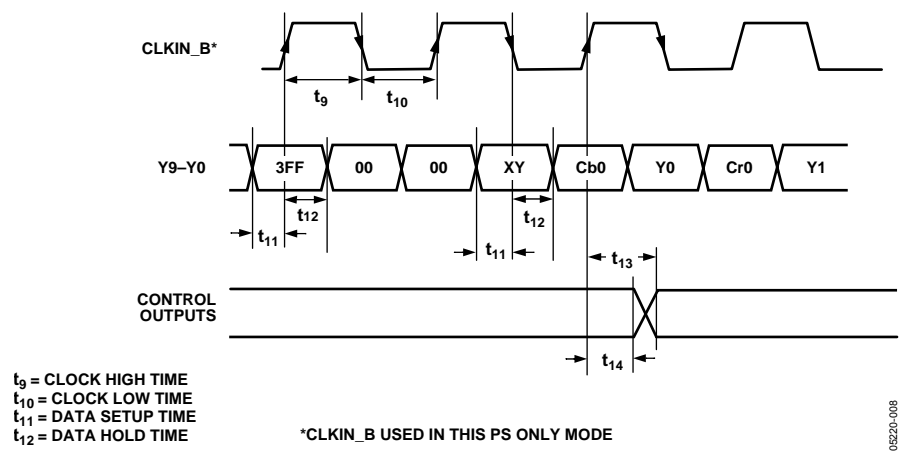 CLKIN_B*
t9
t10
Y9–Y0
3FF
00
00
XY
Cb0
Y0
Cr0
Y1
t12
t11
t12
t11
t13
CONTROL
OUTPUTS
t14
t9 = CLOCK HIGH TIME
t10 = CLOCK LOW TIME
t11 = DATA SETUP TIME
t12 = DATA HOLD TIME
*CLKIN_B USED IN THIS PS ONLY MODE
05220-008